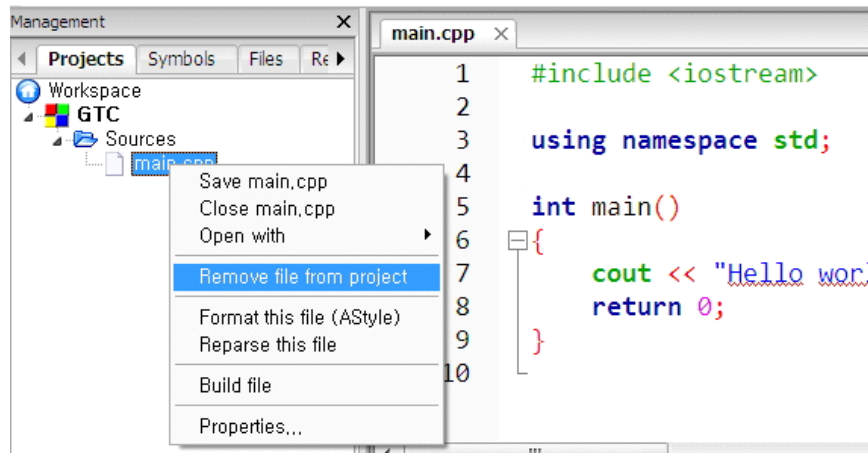 Management
Projects Symbols Files Re
Workspace
GTC
Sources
main.cpp
Save main,cpp
Close main,cpp
Open with
Remove file from project
Format this file (AStyle)
Reparse this file
Build file
Properties,,,
main.cpp
1 #include <iostream>
2
3 using namespace std;
4
5 int main()
6 {
7 cout << "Hello worl
8 return 0;
9 }
10